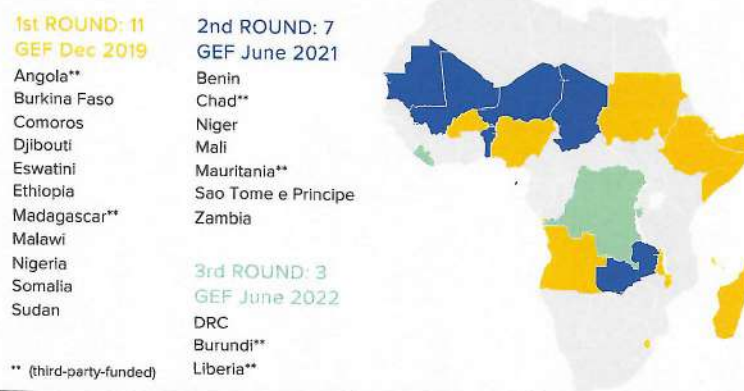 1st ROUND: 11
GEF Dec 2019
Angola**
Burkina Faso
Comoros
Djibouti
Eswatini
Ethiopia
Madagascar**
Malawi
Nigeria
Somalia
Sudan
** (third-party-funded)
2nd ROUND: 7
GEF June 2021
Benin
Chad**
Niger
Mali
Mauritania**
Sao Tome e Principe
Zambia
3rd ROUND: 3
GEF June 2022
DRC
Burundi**
Liberia**